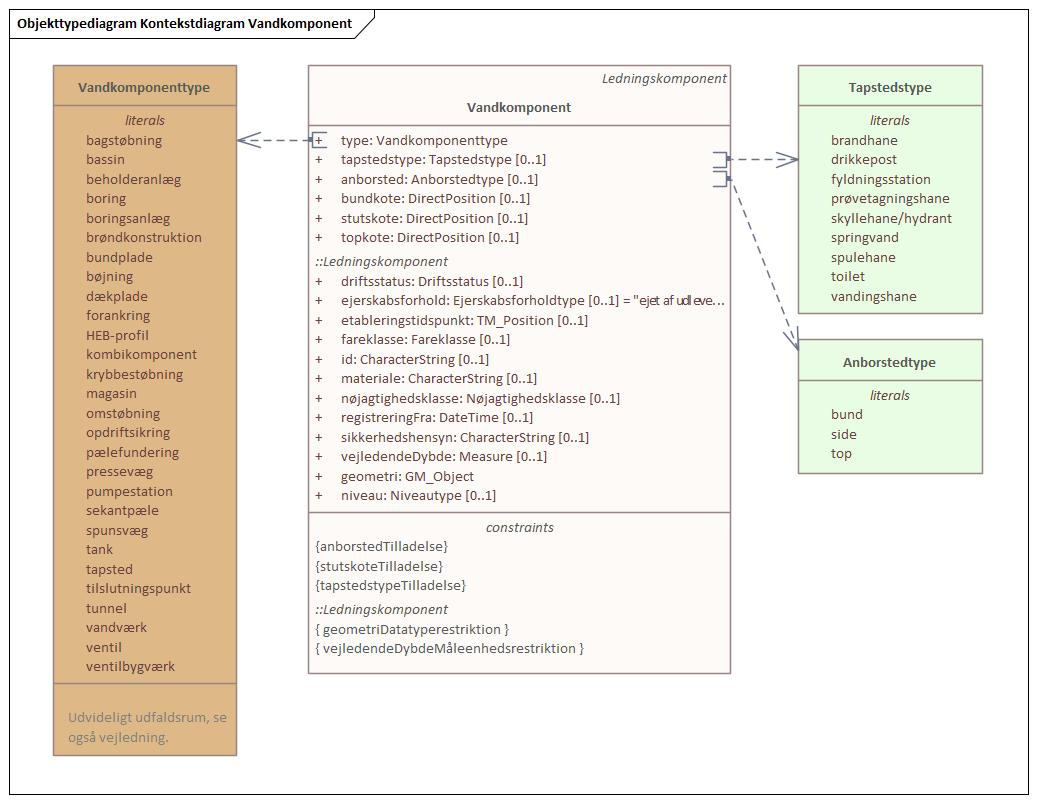 Objekttypediagram Kontekstdiagram Vandkomponent
Vandkomponenttype
literals
bagstøbning
bassin
beholderanlæg
boring
boringsanlæg
brøndkonstruktion
bundplade
bøjning
dækplade
forankring
HEB-profil
kombikomponent
krybbestøbning
magasin
omstøbning
opdriftsikring
pælefundering
pressevæg
pumpestation
sekantpæle
spunsvæg
tank
tapsted
tilslutningspunkt
tunnel
vandværk
ventil
ventilbygværk
Udvideligt udfaldsrum, se
også vejledning.
Ledningskomponent
Vandkomponent
+ type: Vandkomponenttype
+ tapstedstype: Tapstedstype [0..1]
+ anborsted: Anborstedtype [0..1]
+ bundkote: DirectPosition [0..1]
+ stutskote: DirectPosition [0..1]
+ topkote: DirectPosition [0..1]
::Ledningskomponent
+ driftsstatus: Driftsstatus [0..1]
+ ejerskabsforhold: Ejerskabsforholdtype [0..1] = "ejet af udleve...
+ etableringstidspunkt: TM_Position [0..1]
+ fareklasse: Fareklasse [0..1]
+ id: CharacterString [0..1]
+ materiale: CharacterString [0..1]
+ nøjagtighedsklasse: Nøjagtighedsklasse [0..1]
+ registreringFra: DateTime [0..1]
+ sikkerhedshensyn: CharacterString [0..1]
+ vejledendeDybde: Measure [0..1]
+ geometri: GM_Object
+ niveau: Niveautype [0..1]
constraints
{anborstedTilladelse}
{stutskoteTilladelse}
{tapstedstypeTilladelse}
::Ledningskomponent
{ geometriDatatyperestriktion }
{ vejledendeDybdeMåleenhedsrestriktion }
Tapstedstype
literals
brandhane
drikkepost
fyldningsstation
prøvetagningshane
skyllehane/hydrant
springvand
spulehane
toilet
vandingshane
Anborstedtype
literals
bund
side
top